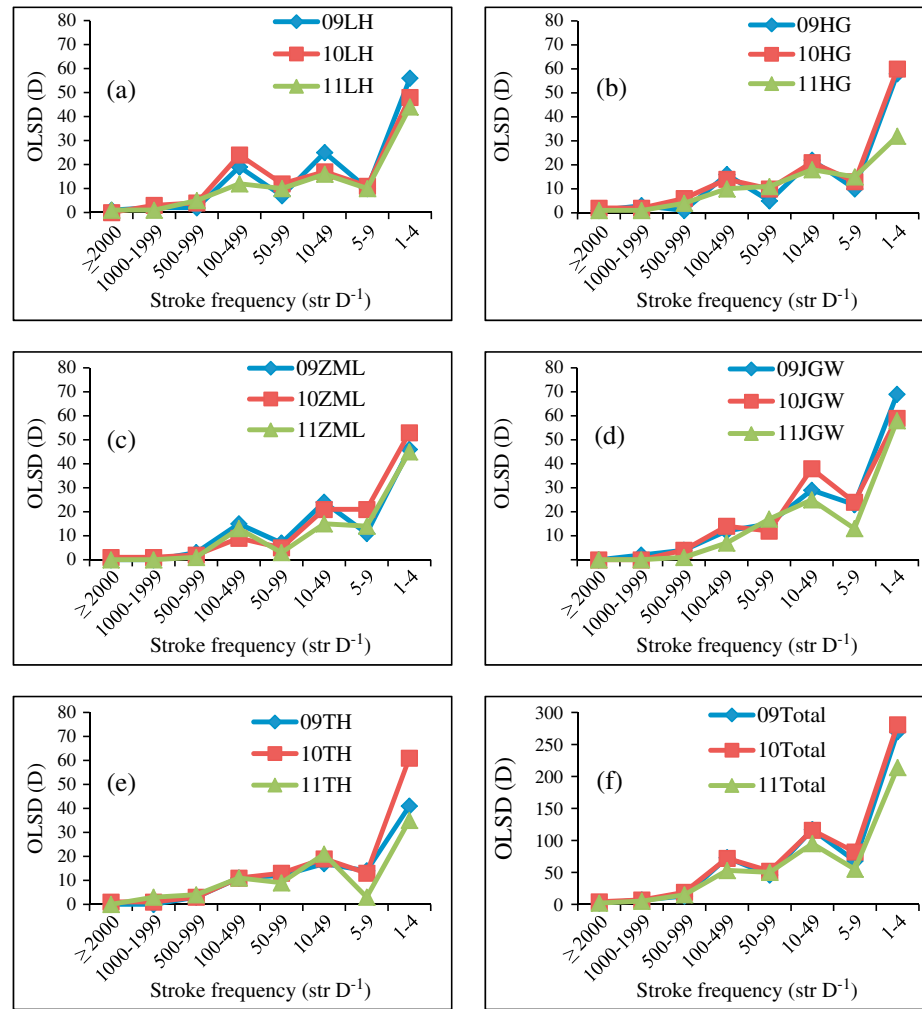 80
70
60
50
40
30
20
10
0
OLSD (D)
(a)
09LH
10LH
11LH
≥2000
1000-1999
500-999
100-499
50-99
10-49
5-9
1-4
Stroke frequency (str D⁻¹)
80
70
60
50
40
30
20
10
0
OLSD (D)
(b)
09HG
10HG
11HG
≥2000
1000-1999
500-999
100-499
50-99
10-49
5-9
1-4
Stroke frequency (str D⁻¹)
80
70
60
50
40
30
20
10
0
OLSD (D)
(c)
09ZML
10ZML
11ZML
≥2000
1000-1999
500-999
100-499
50-99
10-49
5-9
1-4
Stroke frequency (str D⁻¹)
80
70
60
50
40
30
20
10
0
OLSD (D)
(d)
09JGW
10JGW
11JGW
≥2000
1000-1999
500-999
100-499
50-99
10-49
5-9
1-4
Stroke frequency (str D⁻¹)
80
70
60
50
40
30
20
10
0
OLSD (D)
(e)
09TH
10TH
11TH
≥2000
1000-1999
500-999
100-499
50-99
10-49
5-9
1-4
Stroke frequency (str D⁻¹)
300
250
200
150
100
50
0
OLSD (D)
(f)
09Total
10Total
11Total
≥2000
1000-1999
500-999
100-499
50-99
10-49
5-9
1-4
Stroke frequency (str D⁻¹)